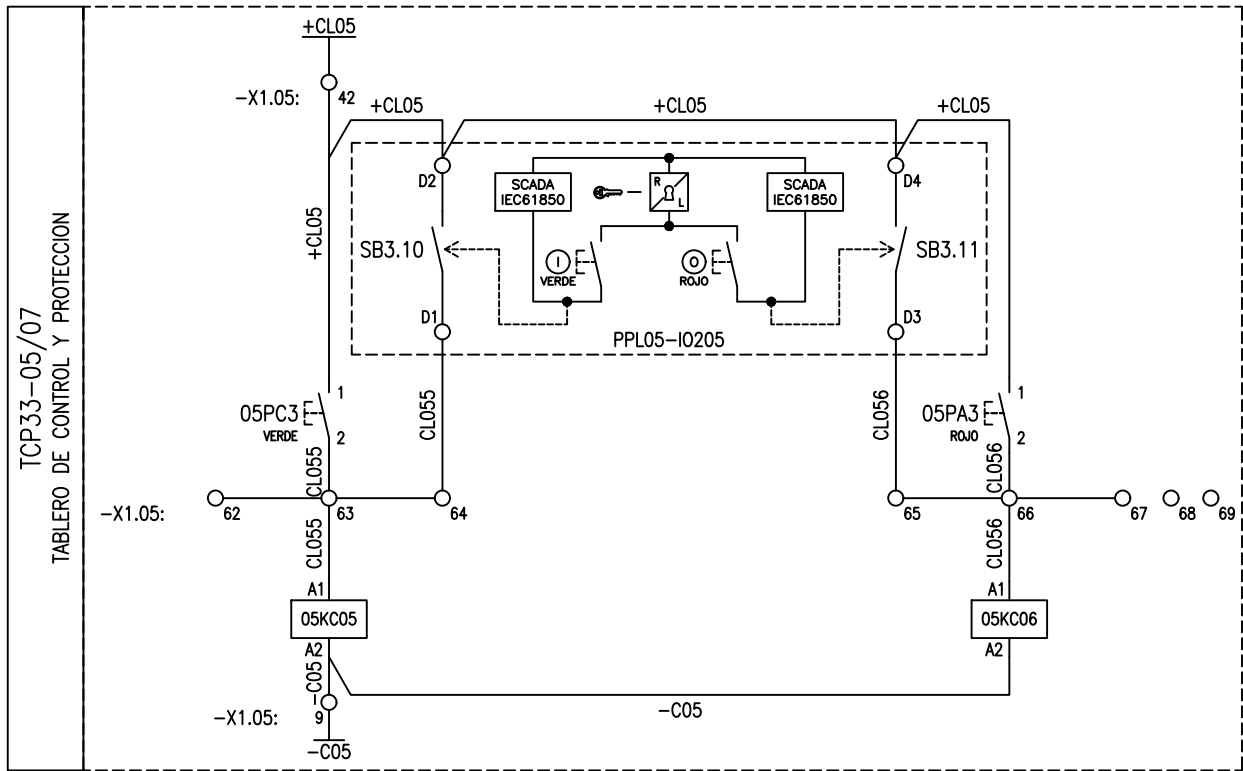 +CL05
-X1.05:
42
+CL05
+CL05
+CL05
D2
SCADA
IEC61850
R
L
SCADA
IEC61850
D4
+CL05
SB3.10
I
VERDE
O
ROJO
SB3.11
D1
D3
PPL05-IO205
TCP33-05/07
TABLERO DE CONTROL Y PROTECCION
1
05PC3
VERDE
2
CL055
CL055
CL056
1
05PA3
ROJO
2
CL056
-X1.05:
62
63
64
65
66
67
68
69
CL055
CL056
A1
05KC05
A2
A1
05KC06
A2
-C05
-X1.05:
9
-C05
-C05